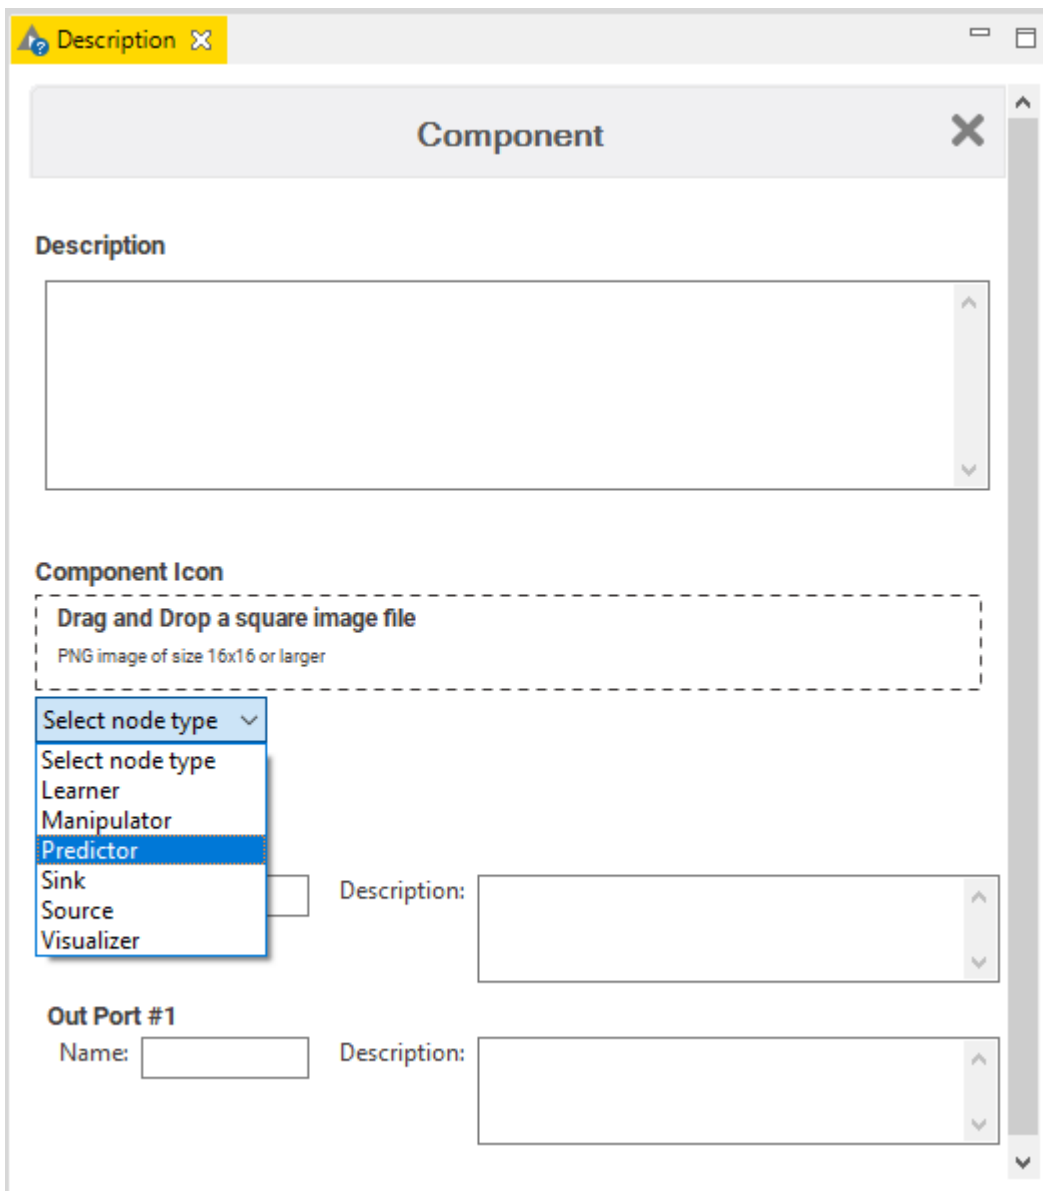 Description
Component
Description
Component Icon
Drag and Drop a square image file
PNG image of size 16x16 or larger
Select node type
Select node type
Learner
Manipulator
Predictor
Sink
Source
Visualizer
Description:
Out Port #1
Name:
Description: